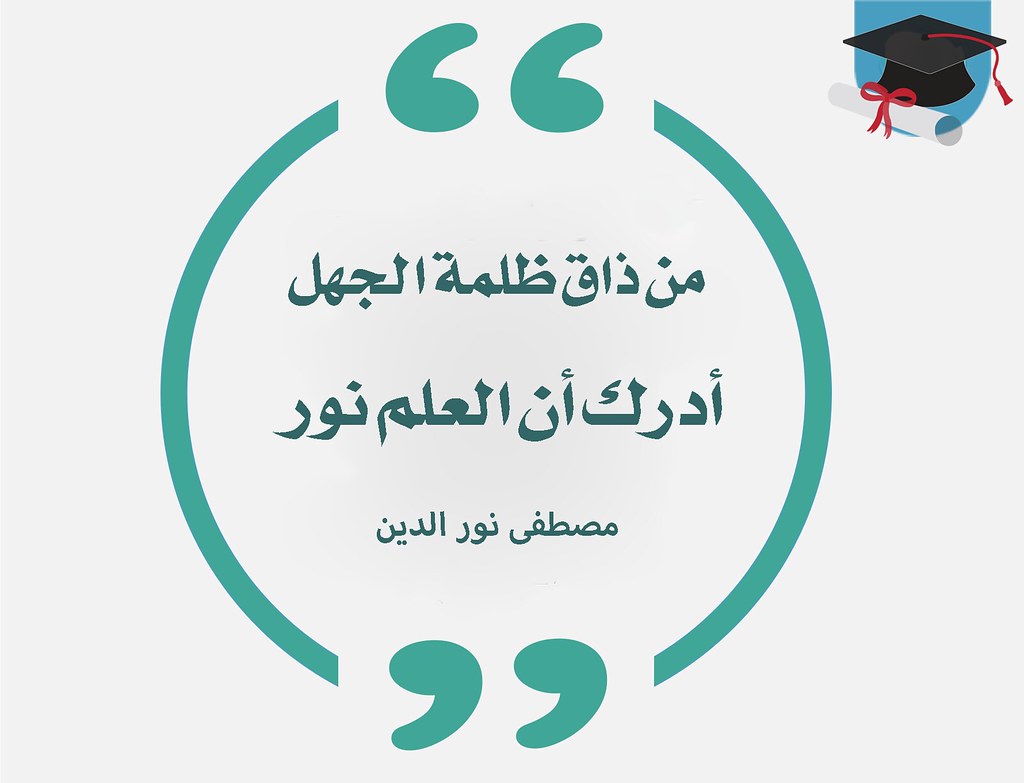 من ذاق ظلمة الجهل
أدرك أن العلم نور
مصطفى نور الدين